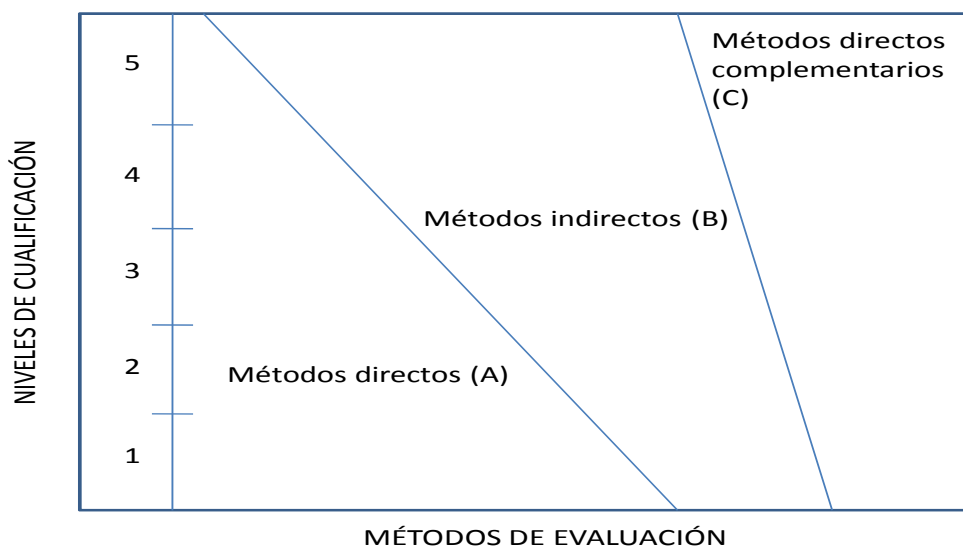 NIVELES DE CUALIFICACIÓN
5
4
3
2
1
Métodos directos
complementarios
(C)
Métodos indirectos (B)
Métodos directos (A)
MÉTODOS DE EVALUACIÓN